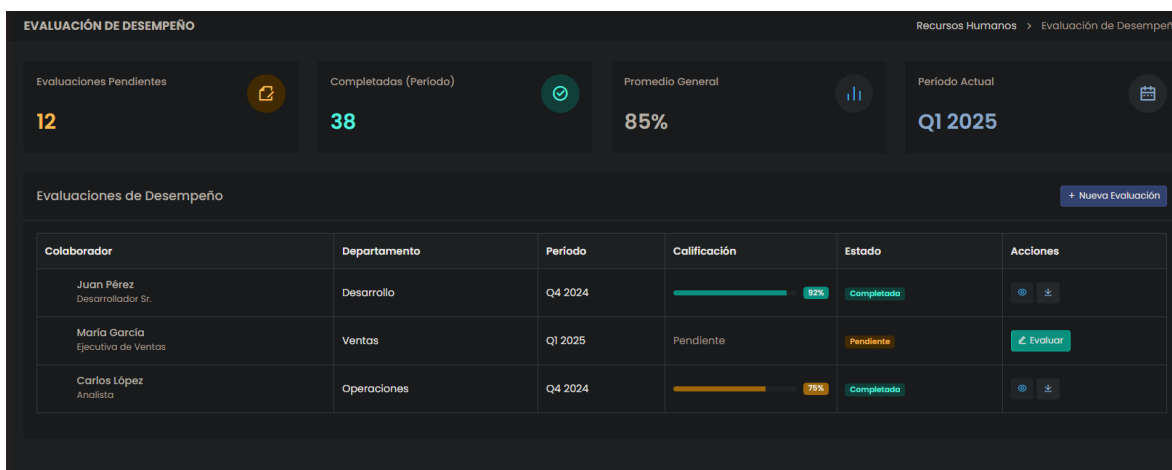 EVALUACIÓN DE DESEMPEÑO
Recursos Humanos > Evaluación de Desempeñ
Evaluaciones Pendientes
12
Completadas (Período)
38
Promedio General
85%
Período Actual
Q1 2025
Evaluaciones de Desempeño
+ Nueva Evaluación
Colaborador Departamento Período Calificación Estado Acciones
Juan Pérez
Desarrollador Sr.
Desarrollo Q4 2024 92% Completada
María García
Ejecutiva de Ventas
Ventas Q1 2025 Pendiente Pendiente Evaluar
Carlos López
Analista
Operaciones Q4 2024 75% Completada